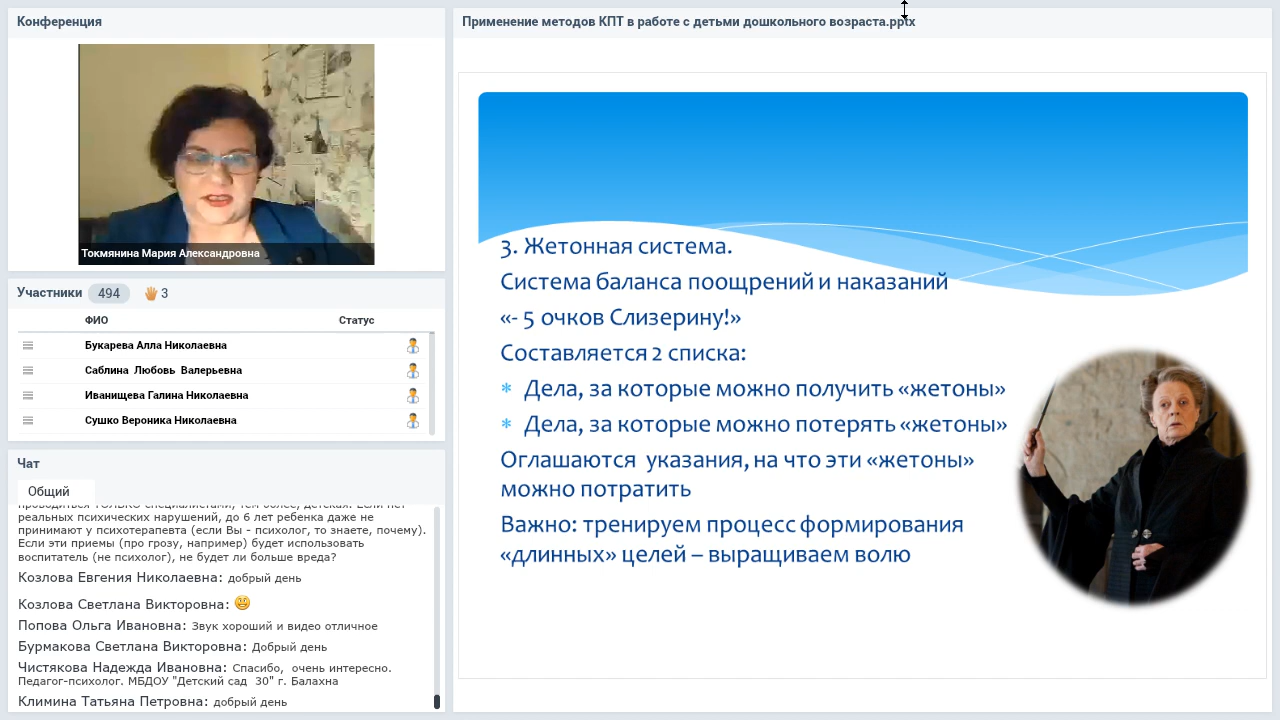 Конференция
Токмянина Мария Александровна
Участники 494 3
ФИО Статус
Букарева Алла Николаевна
Саблина Любовь Валерьевна
Иванищева Галина Николаевна
Сушко Вероника Николаевна
Чат
Общий
реальных психических нарушений, до 6 лет ребенка даже не
принимают у психотерапевта (если Вы - психолог, то знаете, почему).
Если эти приемы (про грозу, например) будет использовать
воспитатель (не психолог), не будет ли больше вреда?
Козлова Евгения Николаевна: добрый день
Козлова Светлана Викторовна:
Попова Ольга Ивановна: Звук хороший и видео отличное
Бурмакова Светлана Викторовна: Добрый день
Чистякова Надежда Ивановна: Спасибо, очень интересно.
Педагог-психолог. МБДОУ "Детский сад 30" г. Балахна
Климина Татьяна Петровна: добрый день
Применение методов КПТ в работе с детьми дошкольного возраста.pptx
3. Жетонная система.
Система баланса поощрений и наказаний
«- 5 очков Слизерину!»
Составляется 2 списка:
* Дела, за которые можно получить «жетоны»
* Дела, за которые можно потерять «жетоны»
Оглашаются указания, на что эти «жетоны»
можно потратить
Важно: тренируем процесс формирования
«длинных» целей – выращиваем волю